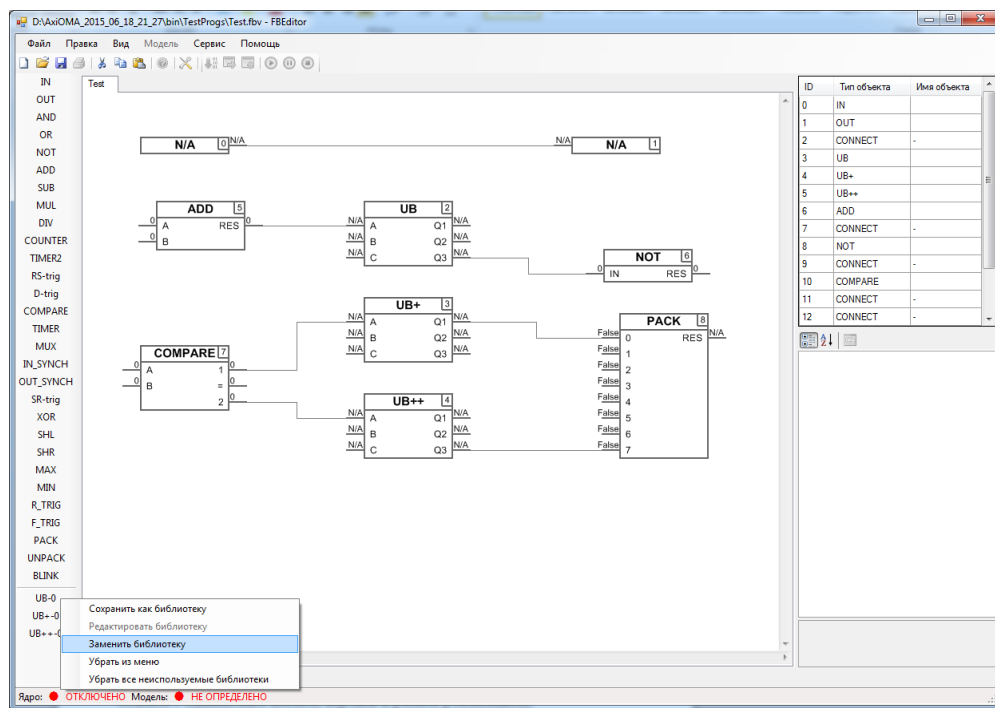 D:\AxiOMA_2015_06_18_21_27\bin\TestProgs\Test.fbv - FBEditor
Файл Правка Вид Модель Сервис Помощь
IN
OUT
AND
OR
NOT
ADD
SUB
MUL
DIV
COUNTER
TIMER2
RS-trig
D-trig
COMPARE
TIMER
MUX
IN_SYNCH
OUT_SYNCH
SR-trig
XOR
SHL
SHR
MAX
MIN
R_TRIG
F_TRIG
PACK
UNPACK
BLINK
UB-0
UB+-0
UB++-0
Test
N/A 0 N/A
N/A N/A 1
ADD 5
0 A RES 0
0 B
UB 2
N/A A Q1 N/A
N/A B Q2 N/A
N/A C Q3 N/A
NOT 6
0 IN RES 0
UB+ 3
N/A A Q1 N/A
N/A B Q2 N/A
N/A C Q3 N/A
COMPARE 7
0 A 1 0
0 B = 0
2 0
UB++ 4
N/A A Q1 N/A
N/A B Q2 N/A
N/A C Q3 N/A
PACK 8
False 0 RES N/A
False 1
False 2
False 3
False 4
False 5
False 6
False 7
ID Тип объекта Имя объекта
0 IN
1 OUT
2 CONNECT -
3 UB
4 UB+
5 UB++
6 ADD
7 CONNECT -
8 NOT
9 CONNECT -
10 COMPARE
11 CONNECT -
12 CONNECT -
Сохранить как библиотеку
Редактировать библиотеку
Заменить библиотеку
Убрать из меню
Убрать все неиспользуемые библиотеки
Ядро: ОТКЛЮЧЕНО Модель: НЕ ОПРЕДЕЛЕНО